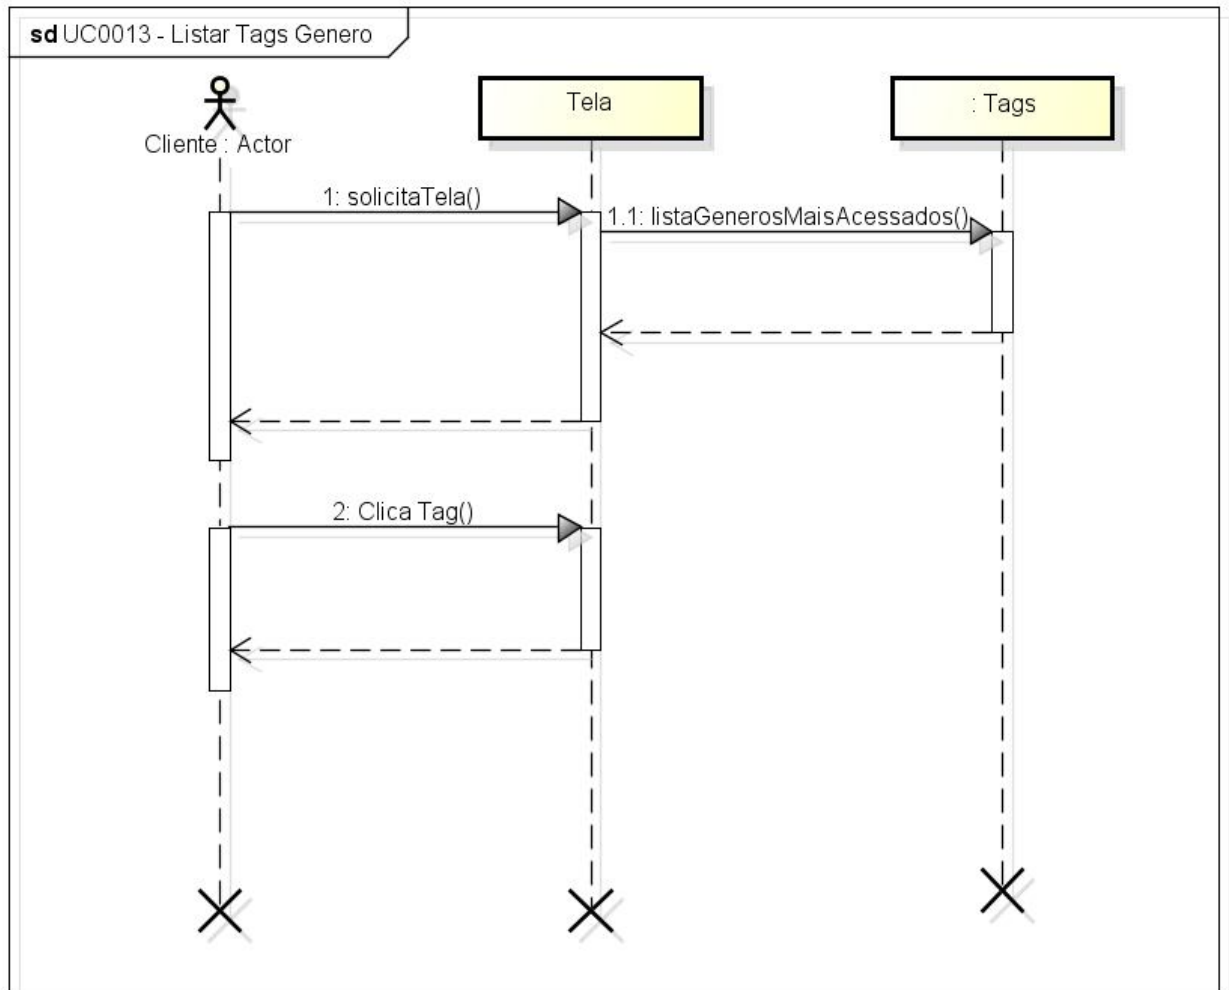 sd UC0013 - Listar Tags Genero
Tela
: Tags
Cliente : Actor
1: solicitaTela()
1.1: listaGenerosMaisAcessados()
2: Clica Tag()